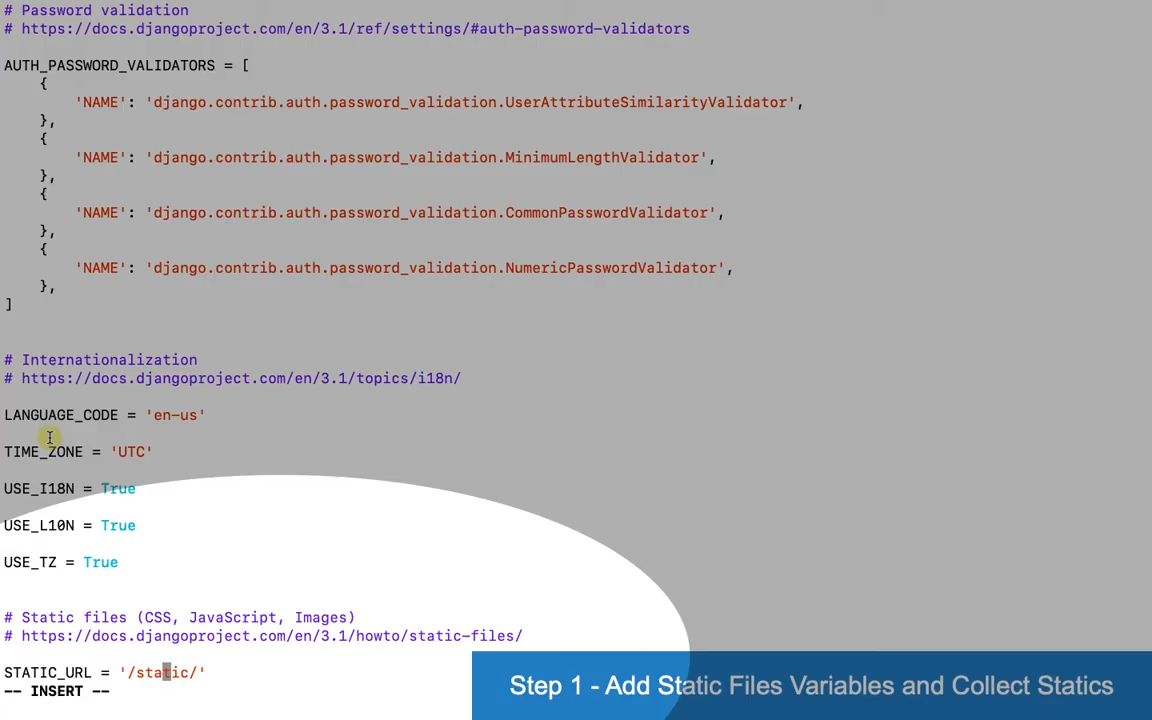 # Password validation
# https://docs.djangoproject.com/en/3.1/ref/settings/#auth-password-validators
AUTH_PASSWORD_VALIDATORS = [
    {
        'NAME': 'django.contrib.auth.password_validation.UserAttributeSimilarityValidator',
    },
    {
        'NAME': 'django.contrib.auth.password_validation.MinimumLengthValidator',
    },
    {
        'NAME': 'django.contrib.auth.password_validation.CommonPasswordValidator',
    },
    {
        'NAME': 'django.contrib.auth.password_validation.NumericPasswordValidator',
    },
]
# Internationalization
# https://docs.djangoproject.com/en/3.1/topics/i18n/
LANGUAGE_CODE = 'en-us'
TIME_ZONE = 'UTC'
USE_I18N = True
USE_L10N = True
USE_TZ = True
# Static files (CSS, JavaScript, Images)
# https://docs.djangoproject.com/en/3.1/howto/static-files/
STATIC_URL = '/static/'
-- INSERT --
Step 1 - Add Static Files Variables and Collect Statics